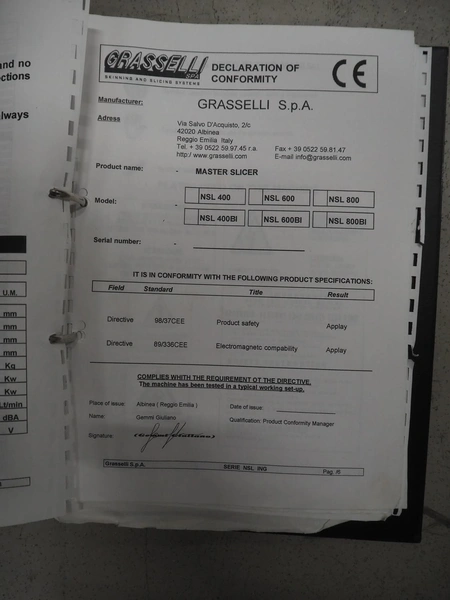 and no
ections
always
U.M.
mm
mm
mm
mm
Kg
Kw
Kw
Lt/min
dBA
V
GRASSELLI
SPA
SKINNING AND SLICING SYSTEMS
DECLARATION OF
CONFORMITY
CE
Manufacturer:
GRASSELLI S.p.A.
Adress
Via Salvo D'Acquisto, 2/c
42020 Albinea
Reggio Emilia Italy
Tel. + 39 0522 59.97.45 r.a. Fax + 39 0522 59.81.47
http:/ www.grasselli.com E-mail info@grasselli.com
Product name: - MASTER SLICER
Model: - NSL 400 NSL 600 NSL 800
NSL 400BI NSL 600BI NSL 800BI
Serial number: -
IT IS IN CONFORMITY WITH THE FOLLOWING PRODUCT SPECIFICATIONS:
Field Standard Title Result
Directive 98/37CEE Product safety Applay
Directive 89/336CEE Electromagnetc compability Applay
COMPLIES WHITH THE REQUIREMENT OT THE DIRECTIVE.
The machine has been tested in a typical working set-up.
Place of issue: Albinea ( Reggio Emilia ) Date of issue:
Name: Gemmi Giuliano Qualification: Product Conformity Manager
Signature
Grasselli S.p.A. SERIE_NSL_ING Pag. /6